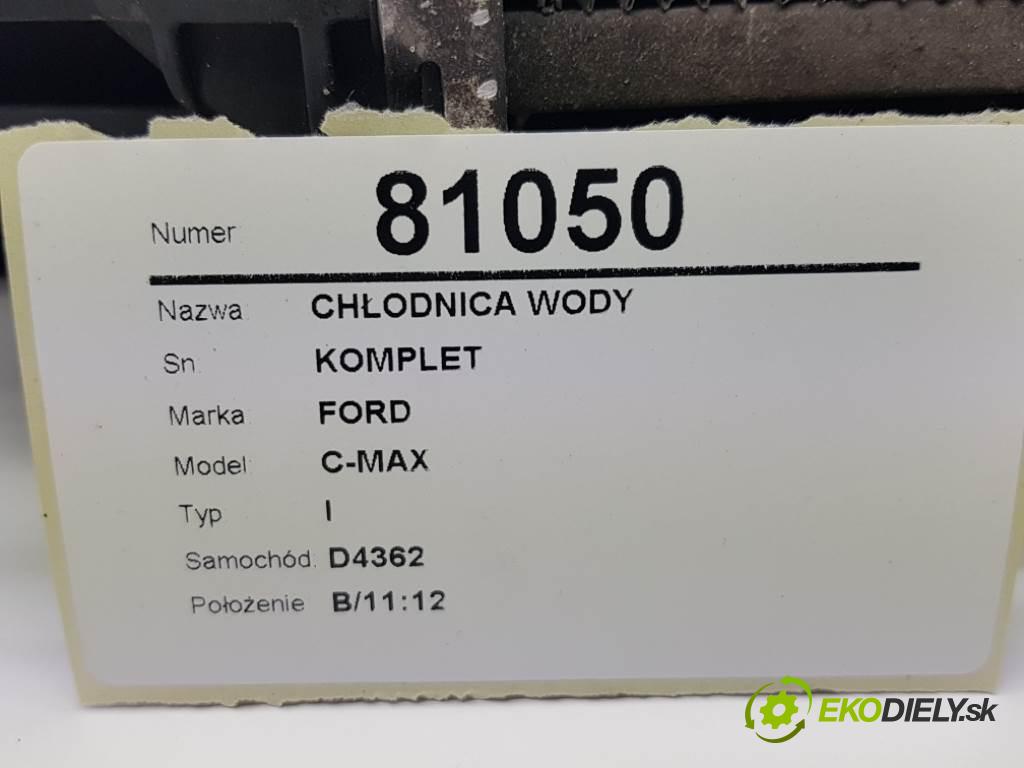 Numer 81050
Nazwa: CHŁODNICA WODY
Sn: KOMPLET
Marka: FORD
Model: C-MAX
Typ I
Samochód: D4362
Położenie B/11:12
EKODIELY.sk